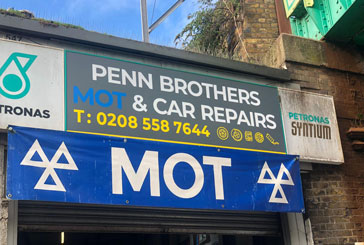 PETRONAS
PENN BROTHERS
MOT & CAR REPAIRS
T: 0208 558 7644
PETRONAS
SYNTIUM
MOT